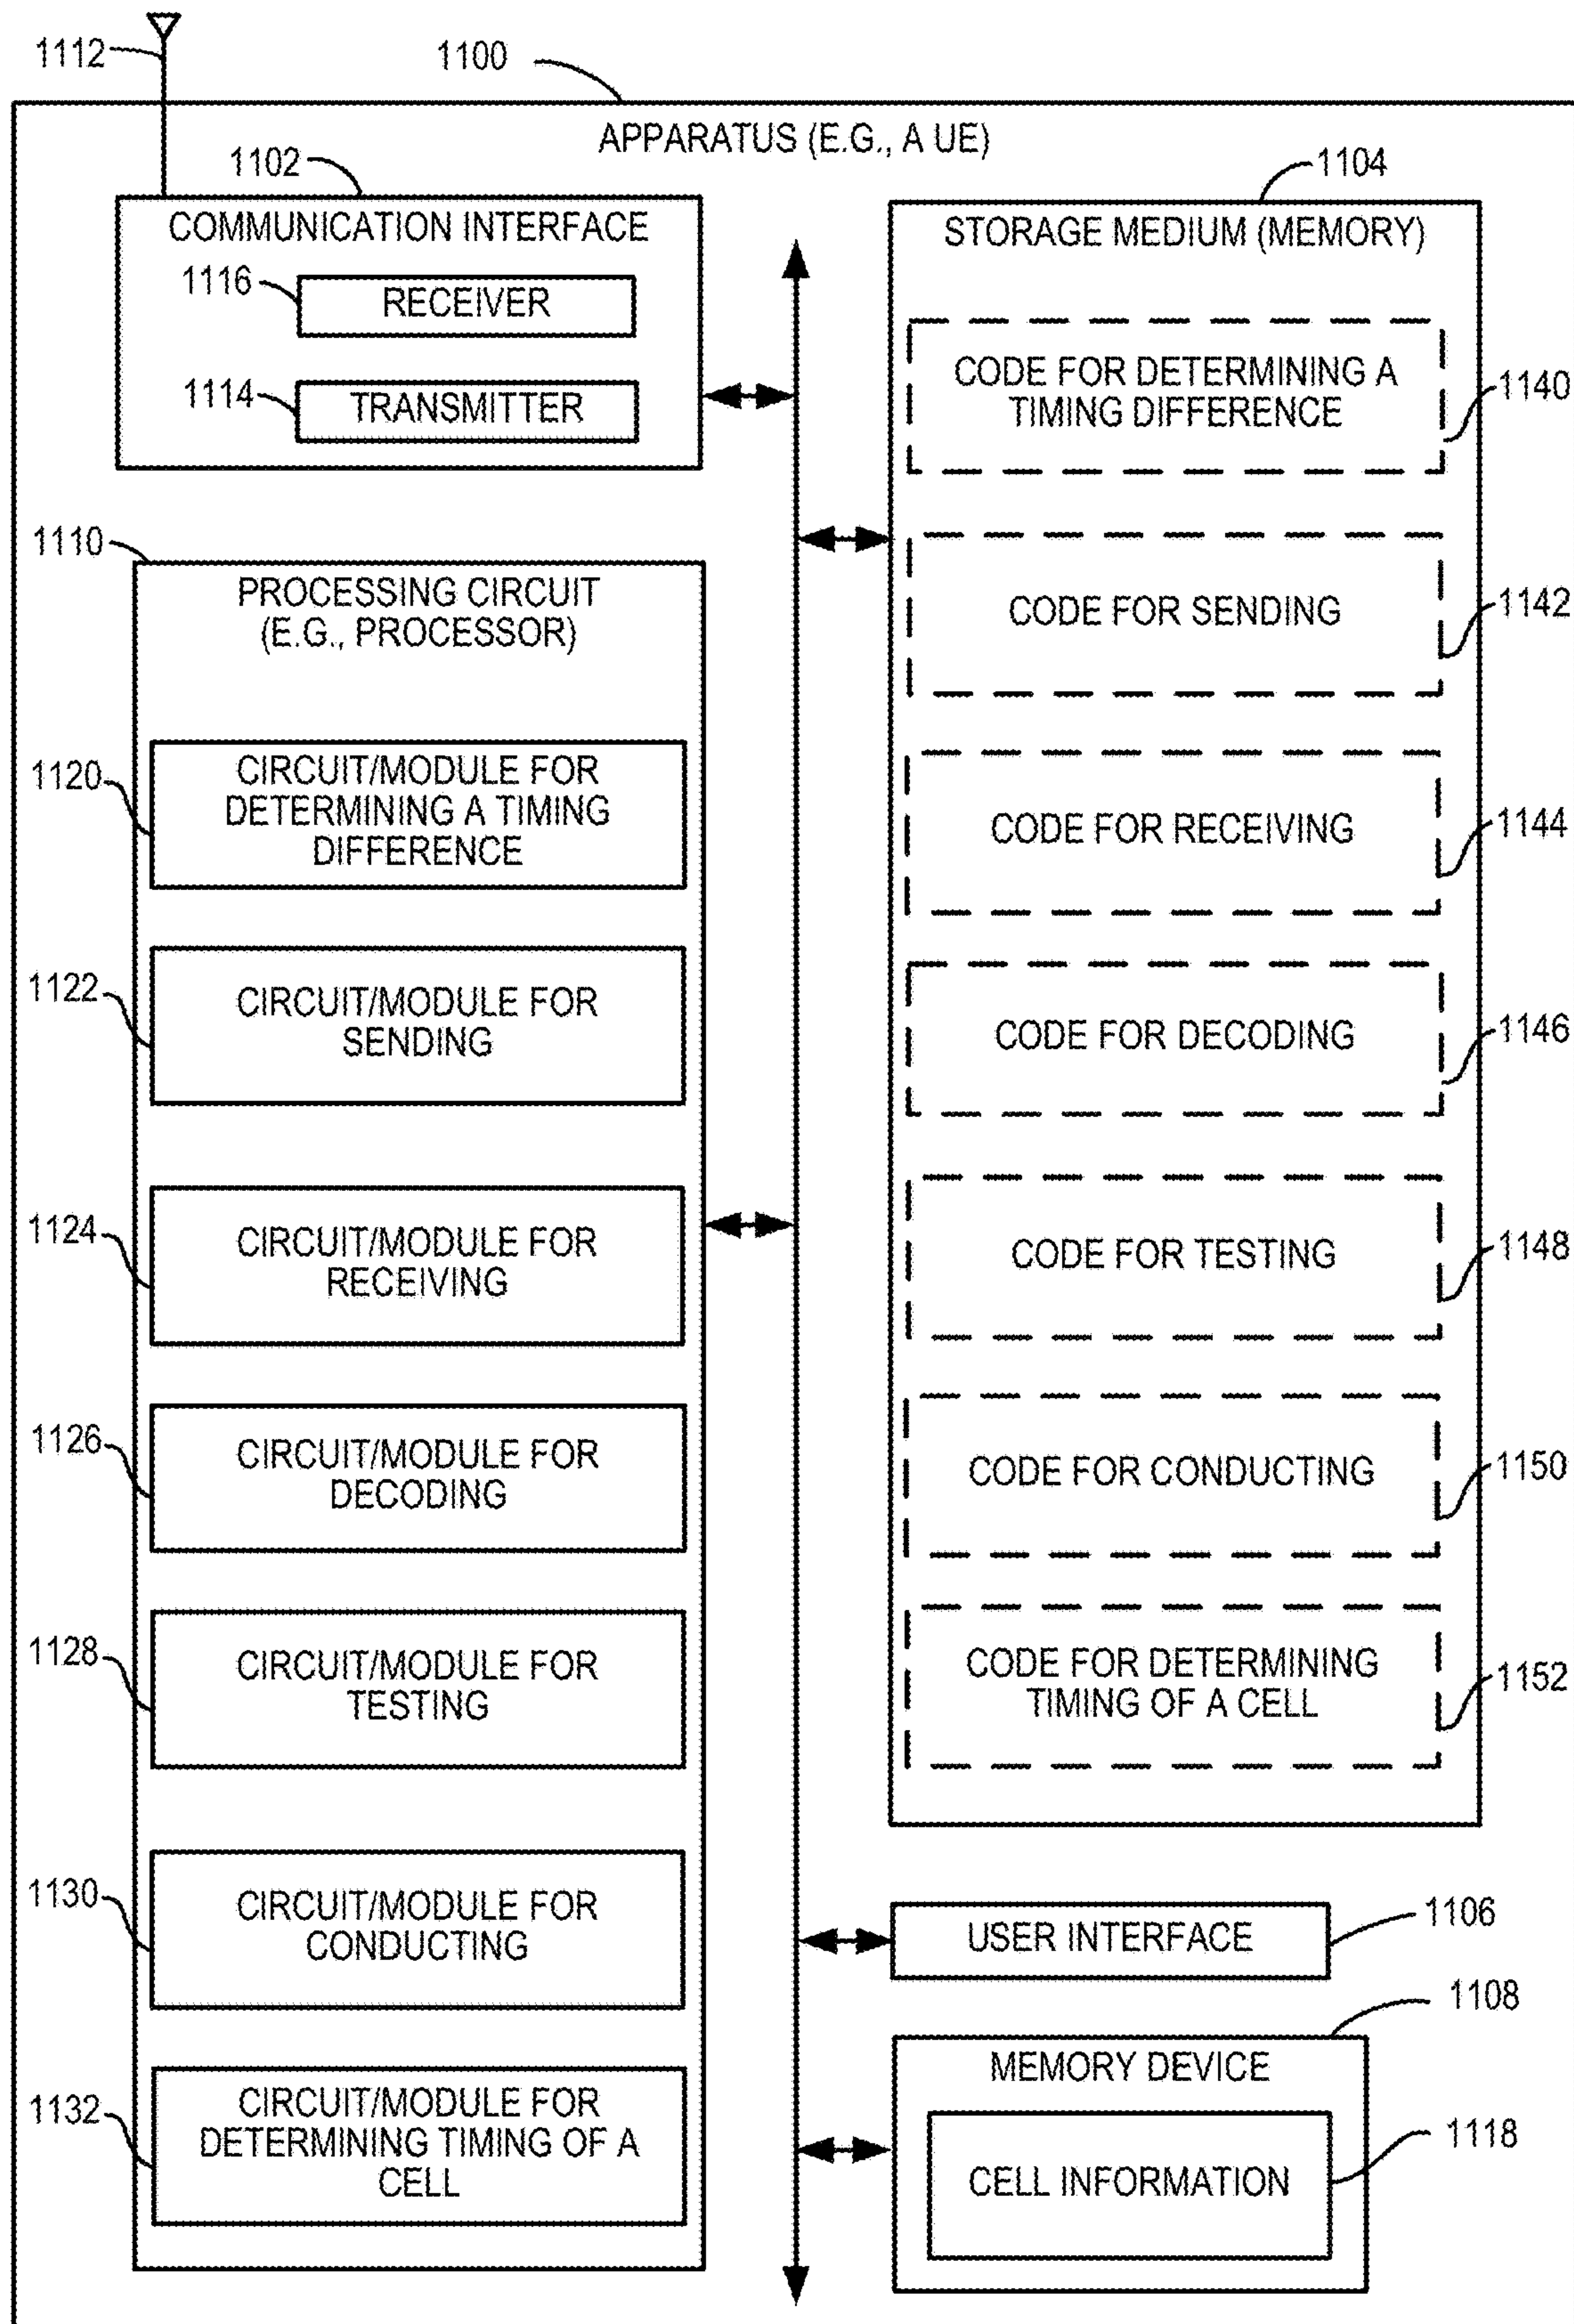 1112
1100
APPARATUS (E.G., A UE)
1102
COMMUNICATION INTERFACE
1116
RECEIVER
1114
TRANSMITTER
1110
PROCESSING CIRCUIT
(E.G., PROCESSOR)
1120
CIRCUIT/MODULE FOR
DETERMINING A TIMING
DIFFERENCE
1122
CIRCUIT/MODULE FOR
SENDING
1124
CIRCUIT/MODULE FOR
RECEIVING
1126
CIRCUIT/MODULE FOR
DECODING
1128
CIRCUIT/MODULE FOR
TESTING
1130
CIRCUIT/MODULE FOR
CONDUCTING
1132
CIRCUIT/MODULE FOR
DETERMINING TIMING OF A
CELL
1104
STORAGE MEDIUM (MEMORY)
CODE FOR DETERMINING A
TIMING DIFFERENCE
1140
CODE FOR SENDING
1142
CODE FOR RECEIVING
1144
CODE FOR DECODING
1146
CODE FOR TESTING
1148
CODE FOR CONDUCTING
1150
CODE FOR DETERMINING
TIMING OF A CELL
1152
USER INTERFACE
1106
1108
MEMORY DEVICE
1118
CELL INFORMATION